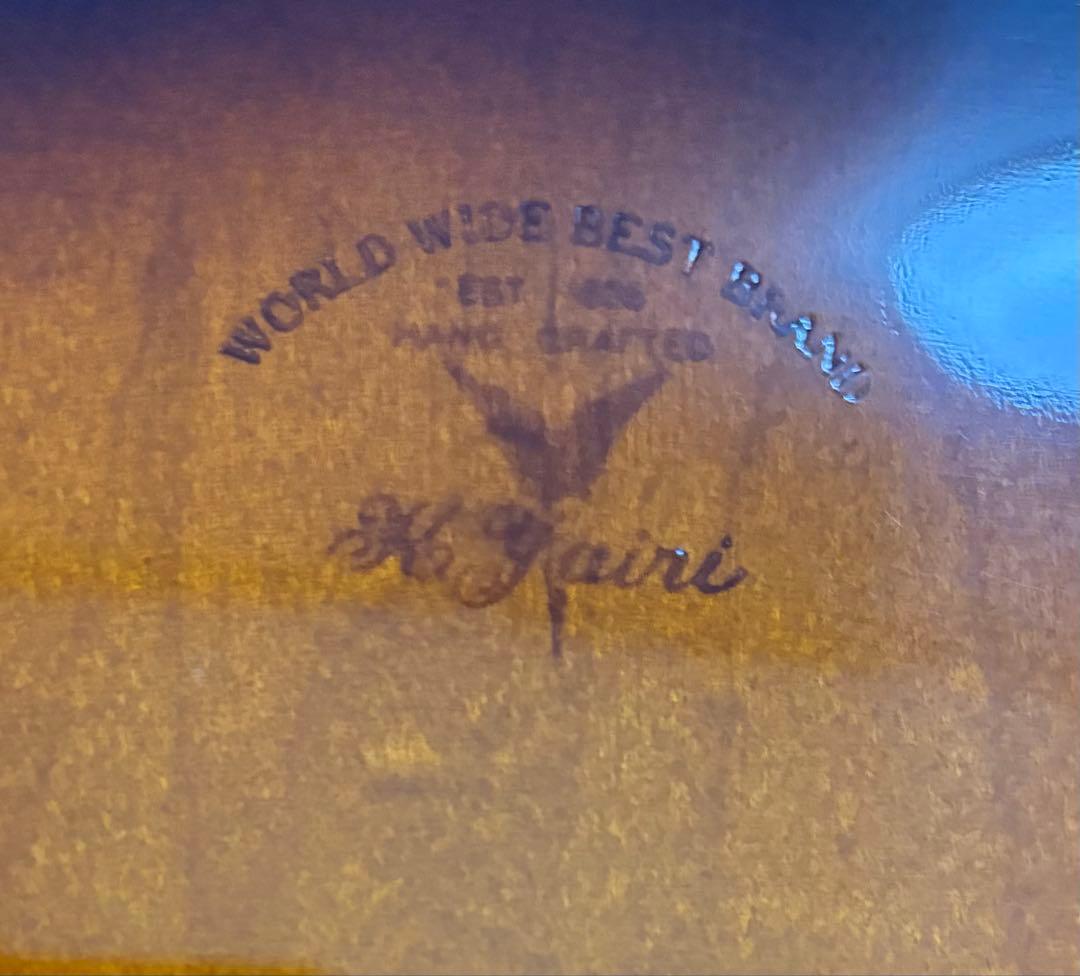 WORLD WIDE BEST BRAND
EST
HAND CRAFTED
K Yairi